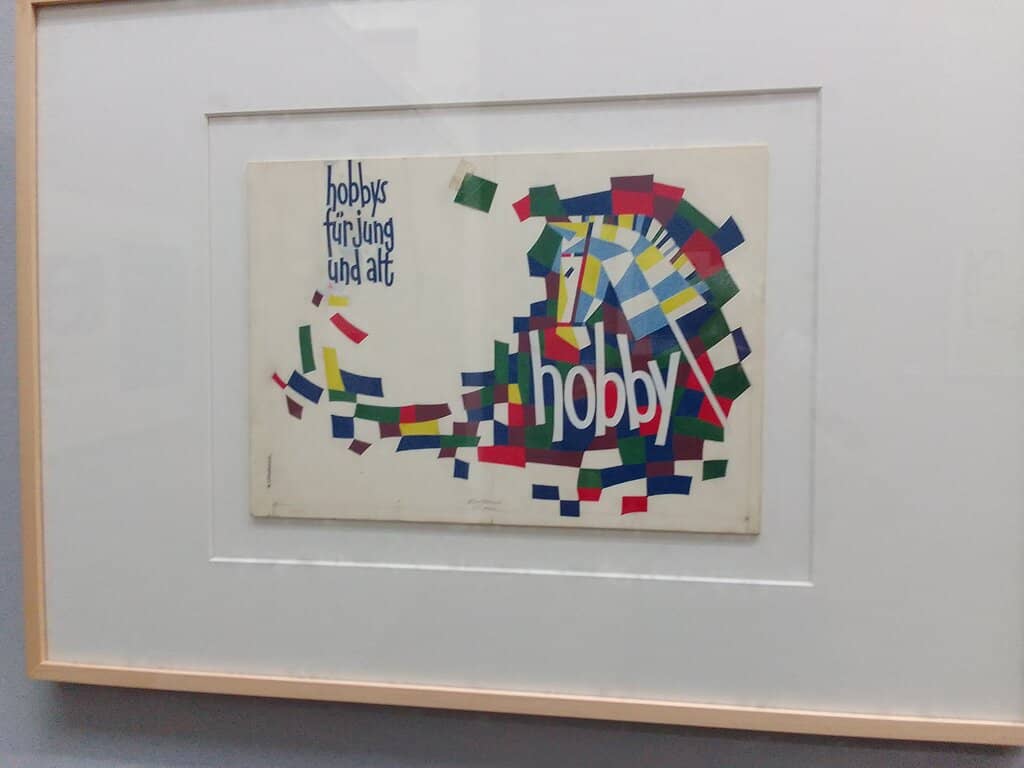 hobbys
für jung
und alt
hobby